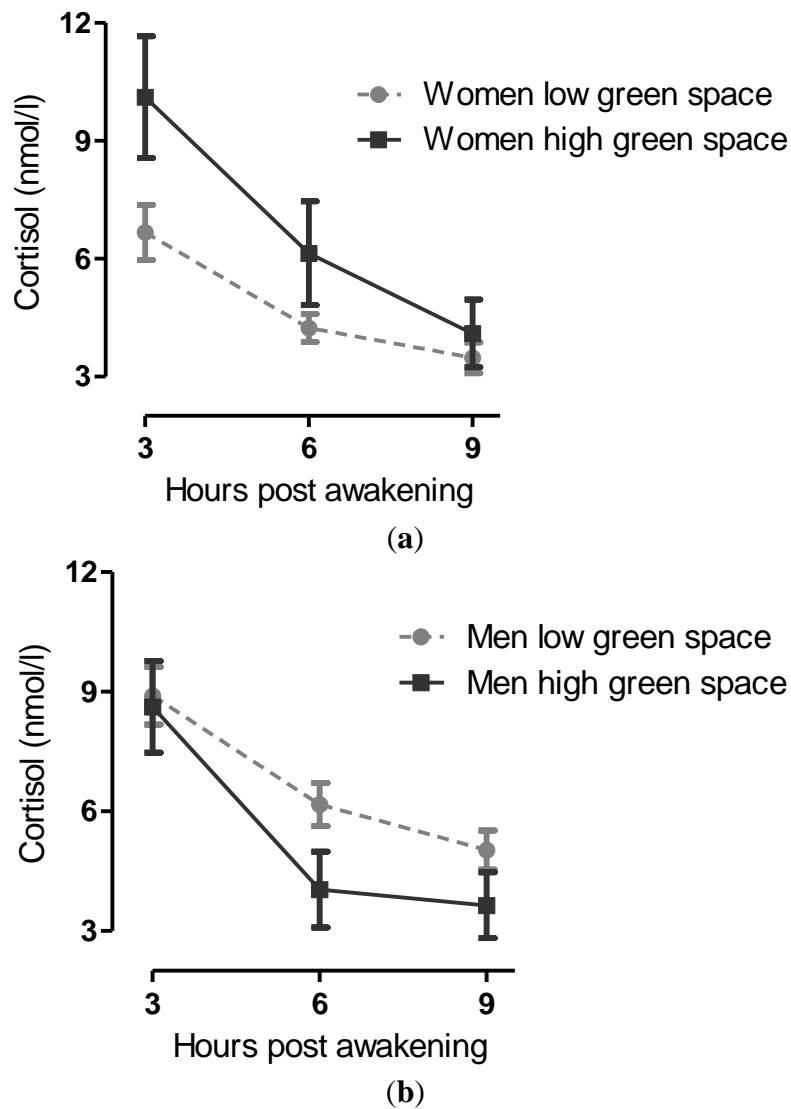 12
Women low green space
Women high green space
9
6
3
Cortisol (nmol/l)
3 6 9
Hours post awakening
(a)
12
Men low green space
Men high green space
9
6
3
Cortisol (nmol/l)
3 6 9
Hours post awakening
(b)